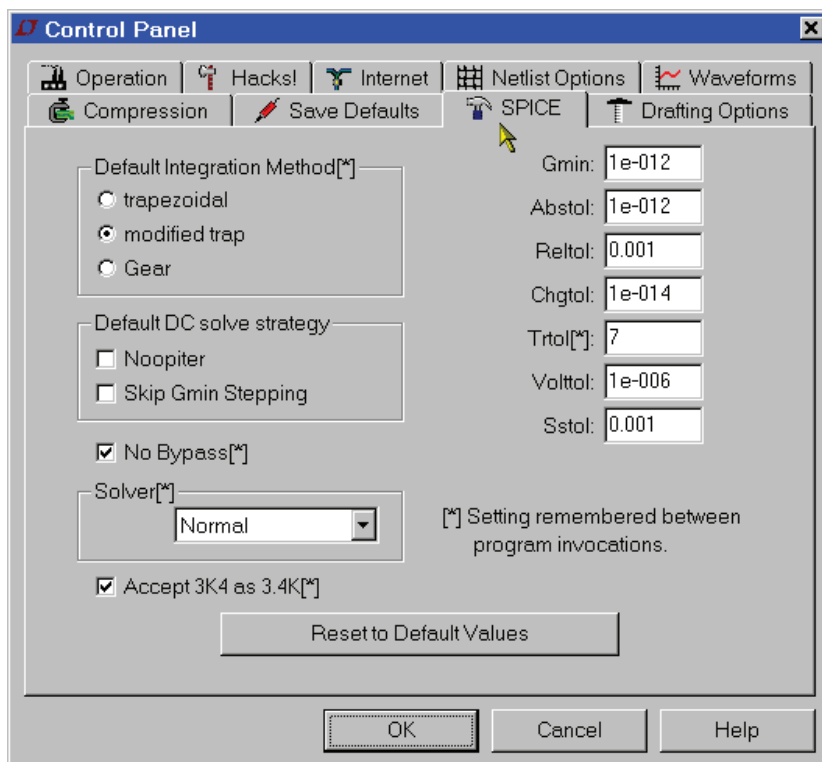 Control Panel
Operation
Hacks!
Internet
Netlist Options
Waveforms
Compression
Save Defaults
SPICE
Drafting Options
Default Integration Method[*]
trapezoidal
modified trap
Gear
Default DC solve strategy
Noopiter
Skip Gmin Stepping
No Bypass[*]
Solver[*]
Normal
Accept 3K4 as 3.4K[*]
Gmin: 1e-012
Abstol: 1e-012
Reltol: 0.001
Chgtol: 1e-014
Trtol[*]: 7
Volttol: 1e-006
Sstol: 0.001
[*] Setting remembered between
program invocations.
Reset to Default Values
OK
Cancel
Help